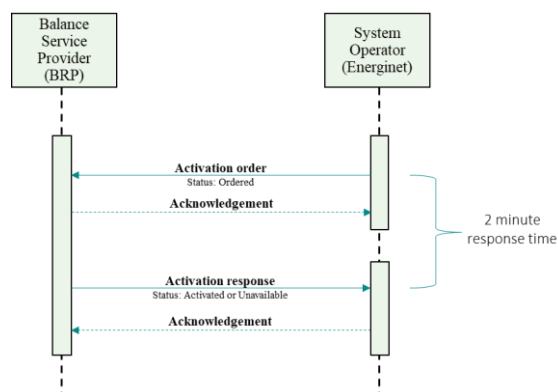 Balance
Service
Provider
(BRP)
System
Operator
(Energinet)
Activation order
Status: Ordered
Acknowledgement
2 minute
response time
Activation response
Status: Activated or Unavailable
Acknowledgement